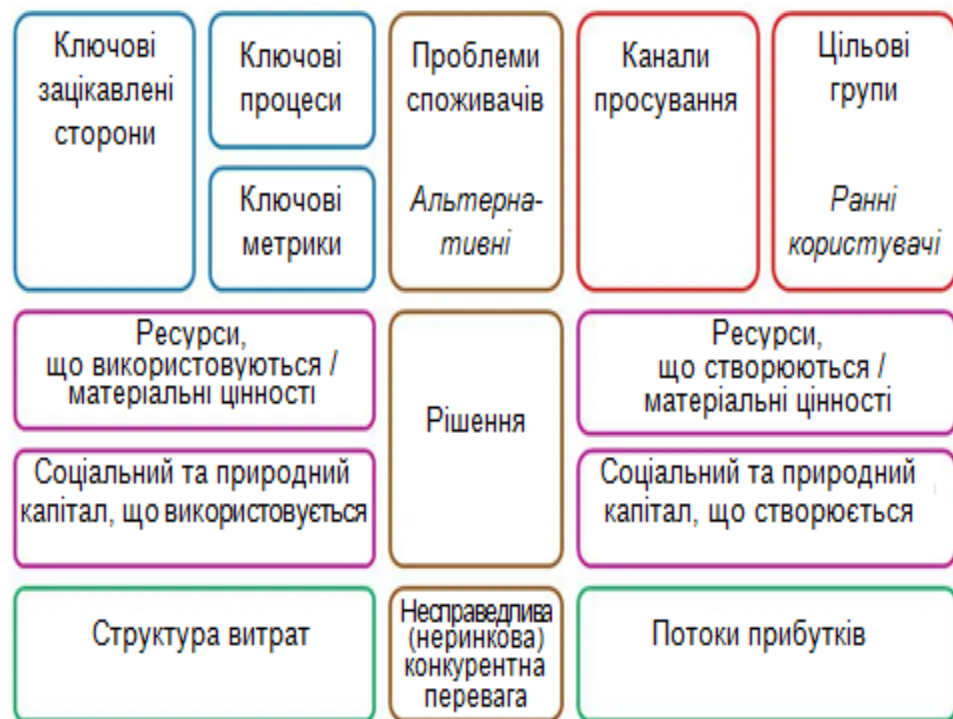 Ключові
зацікавлені
сторони
Ключові
процеси
Ключові
метрики
Проблеми
споживачів
Альтерна-
тивні
Канали
просування
Цільові
групи
Ранні
користувачі
Ресурси,
що використовуються /
матеріальні цінності
Соціальний та природний
капітал, що використовується
Рішення
Ресурси,
що створюються /
матеріальні цінності
Соціальний та природний
капітал, що створюється
Структура витрат
Несправедлива
(неринкова)
конкурентна
перевага
Потоки прибутків